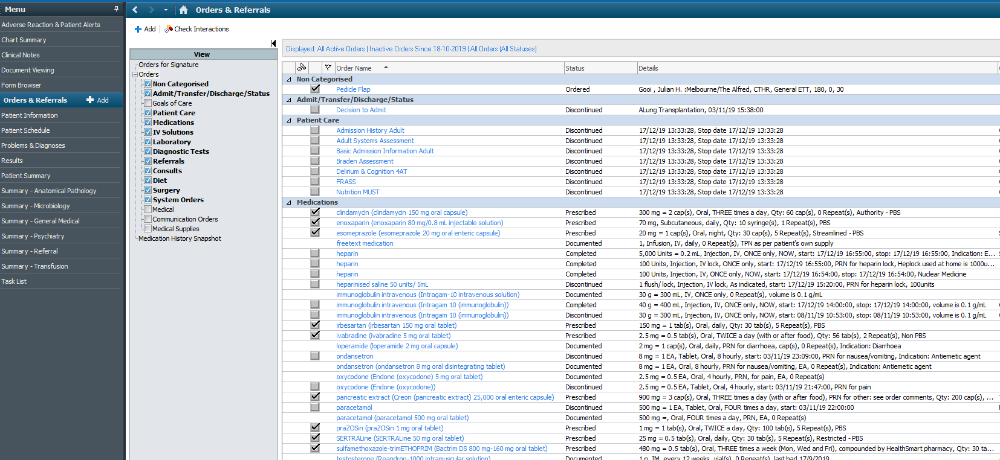 Menu
Adverse Reaction & Patient Alerts
Chart Summary
Clinical Notes
Document Viewing
Form Browser
Orders & Referrals Add
Patient Information
Patient Schedule
Problems & Diagnoses
Results
Patient Summary
Summary - Anatomical Pathology
Summary - Microbiology
Summary - General Medical
Summary - Psychiatry
Summary - Referral
Summary - Transfusion
Task List
Orders & Referrals
Add Check Interactions
View
Orders for Signature
Orders
Non Categorised
Admit/Transfer/Discharge/Status
Goals of Care
Patient Care
Medications
IV Solutions
Laboratory
Diagnostic Tests
Referrals
Consults
Diet
Surgery
System Orders
Medical
Communication Orders
Medical Supplies
Medication History Snapshot
Displayed: All Active Orders | Inactive Orders Since 18-10-2019 | All Orders (All Statuses)
Order Name Status Details
Non Categorised
Pedicle Flap Ordered Gooi , Julian H. :Melbourne/The Alfred, CTHR, General ETT, 180, 0, 30
Admit/Transfer/Discharge/Status
Decision to Admit Discontinued ALung Transplantation, 03/11/19 15:38:00
Patient Care
Admission History Adult Discontinued 17/12/19 13:33:28, Stop date 17/12/19 13:33:28
Adult Systems Assessment Discontinued 17/12/19 13:33:28, Stop date 17/12/19 13:33:28
Basic Admission Information Adult Discontinued 17/12/19 13:33:28, Stop date 17/12/19 13:33:28
Braden Assessment Discontinued 17/12/19 13:33:28, Stop date 17/12/19 13:33:28
Delirium & Cognition 4AT Discontinued 17/12/19 13:33:28, Stop date 17/12/19 13:33:28
FRASS Discontinued 17/12/19 13:33:28, Stop date 17/12/19 13:33:28
Nutrition MUST Discontinued 17/12/19 13:33:28, Stop date 17/12/19 13:33:28
Medications
clindamycin (clindamycin 150 mg oral capsule) Prescribed 300 mg = 2 cap(s), Oral, THREE times a day, Qty: 60 cap(s), 0 Repeat(s), Authority - PBS
enoxaparin (enoxaparin 80 mg/0.8 mL injectable solution) Prescribed 70 mg, Subcutaneous, daily, Qty: 10 syringe(s), 1 Repeat(s), PBS
esomeprazole (esomeprazole 20 mg oral enteric capsule) Prescribed 20 mg = 1 cap(s), Oral, night, Qty: 30 cap(s), 5 Repeat(s), Streamlined - PBS
freetext medication Documented 1, Infusion, IV, daily, 0 Repeat(s), TPN as per patient's own supply
heparin Completed 5,000 Units = 0.2 mL, Injection, IV, ONCE only, NOW, start: 17/12/19 16:55:00, stop: 17/12/19 16:55:00, Indication: E...
heparin Completed 100 Units, Injection, IV lock, ONCE only, start: 17/12/19 16:55:00, PRN for heparin lock, Heplock used at home is 1000u...
heparin Completed 100 Units, Injection, IV, ONCE only, NOW, start: 17/12/19 16:54:00, stop: 17/12/19 16:54:00, Nuclear Medicine
heparinised saline 50 units/ 5mL Discontinued 1 flush/ lock, Injection, IV lock, As indicated, start: 17/12/19 15:20:00, PRN for heparin lock, 100units
immunoglobulin intravenous (Intragam-10 intravenous solution) Documented 30 g = 300 mL, IV, ONCE only, 0 Repeat(s), volume is 0.1 g/mL
immunoglobulin intravenous (Intragam 10 (immunoglobulin)) Completed 40 g = 400 mL, Injection, IV, ONCE only, NOW, start: 17/12/19 14:00:00, stop: 17/12/19 14:00:00, volume is 0.1 g/mL
immunoglobulin intravenous (Intragam 10 (immunoglobulin)) Discontinued 30 g = 300 mL, Injection, IV, ONCE only, NOW, start: 08/11/19 10:53:00, stop: 08/11/19 10:53:00, volume is 0.1 g/mL
irbesartan (irbesartan 150 mg oral tablet) Prescribed 150 mg = 1 tab(s), Oral, daily, Qty: 30 tab(s), 5 Repeat(s), PBS
ivabradine (ivabradine 5 mg oral tablet) Prescribed 2.5 mg = 0.5 tab(s), Oral, TWICE a day (with or after food), Qty: 56 tab(s), 2 Repeat(s), Non PBS
loperamide (loperamide 2 mg oral capsule) Documented 2 mg = 1 cap(s), Oral, daily, PRN for diarrhoea, cap(s), 0 Repeat(s), Indication: Diarrhoea
ondansetron Discontinued 8 mg = 1 EA, Tablet, Oral, 8 hourly, start: 03/11/19 23:09:00, PRN for nausea/vomiting, Indication: Antiemetic agent
ondansetron (ondansetron 8 mg oral disintegrating tablet) Documented 8 mg = 1 EA, Oral, 8 hourly, PRN for nausea/vomiting, EA, 0 Repeat(s), Indication: Antiemetic agent
oxycodone (Endone (oxycodone) 5 mg oral tablet) Documented 2.5 mg = 0.5 EA, Oral, 4 hourly, PRN, for pain, EA, 0 Repeat(s)
oxycodone (Endone (oxycodone)) Discontinued 2.5 mg = 0.5 EA, Tablet, Oral, 4 hourly, start: 03/11/19 21:47:00, PRN for pain
pancreatic extract (Creon (pancreatic extract) 25,000 oral enteric capsule) Prescribed 900 mg = 3 cap(s), Oral, THREE times a day (with or after food), PRN for other: see order comments, Qty: 200 cap(s), ...
paracetamol Discontinued 500 mg = 1 EA, Tablet, Oral, FOUR times a day, start: 03/11/19 22:00:00
paracetamol (paracetamol 500 mg oral tablet) Documented 500 mg =, Oral, FOUR times a day, PRN, EA, 0 Repeat(s)
praZOSin (praZOSin 1 mg oral tablet) Prescribed 1 mg = 1 tab(s), Oral, TWICE a day, Qty: 100 tab(s), 5 Repeat(s), PBS
SERTRALine (SERTRALine 50 mg oral tablet) Prescribed 25 mg = 0.5 tab(s), Oral, daily, Qty: 30 tab(s), 5 Repeat(s), Restricted - PBS
sulfamethoxazole-trimETHOPRIM (Bactrim DS 800 mg-160 mg oral tablet) Prescribed 480 mg = 0.5 tab(s), Oral, THREE times a week (Mon, Wed and Fri), compounded by HealthSmart pharmacy, Qty: 30 ta...
testosterone (Reandron-1000 intramuscular solution) Documented 1 g, IM, every 12 weeks, vial(s), 0 Repeat(s), last had 17/9/2019